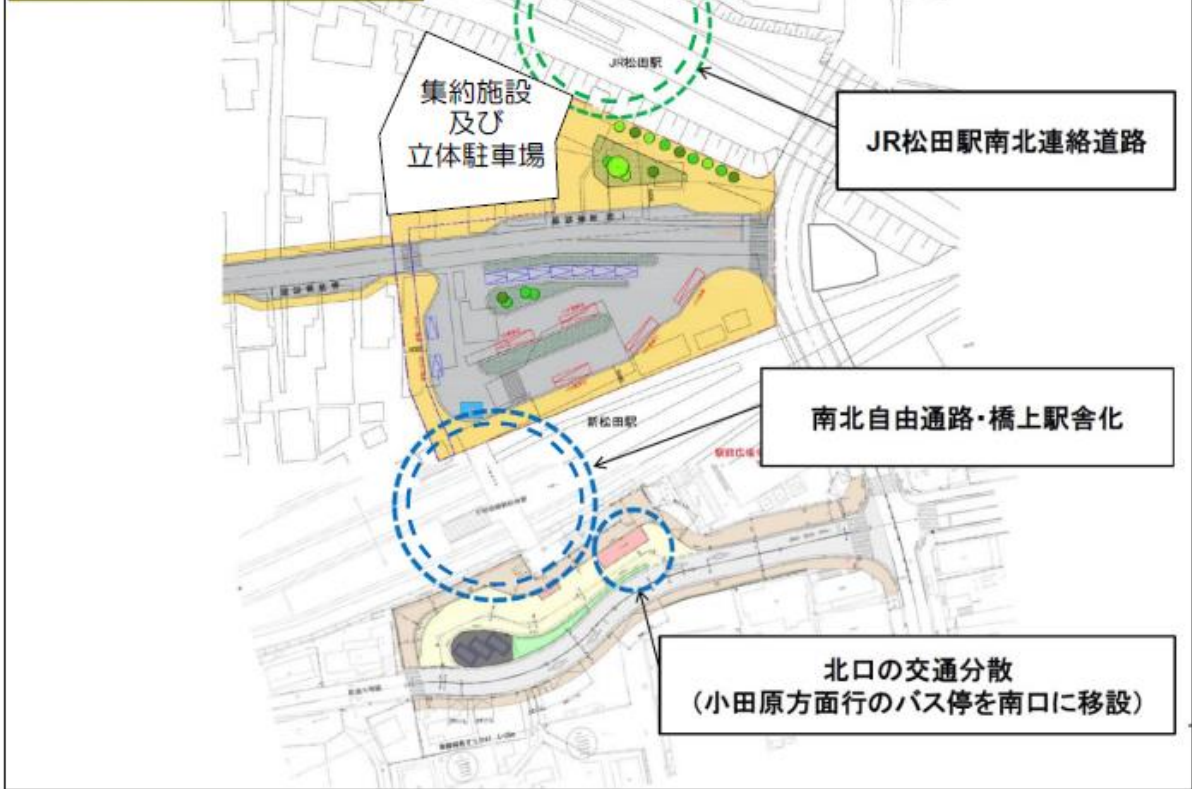 JR松田駅
集約施設
及び
立体駐車場
JR松田駅南北連絡道路
新松田駅
南北自由通路・橋上駅舎化
北口の交通分散
(小田原方面行のバス停を南口に移設)